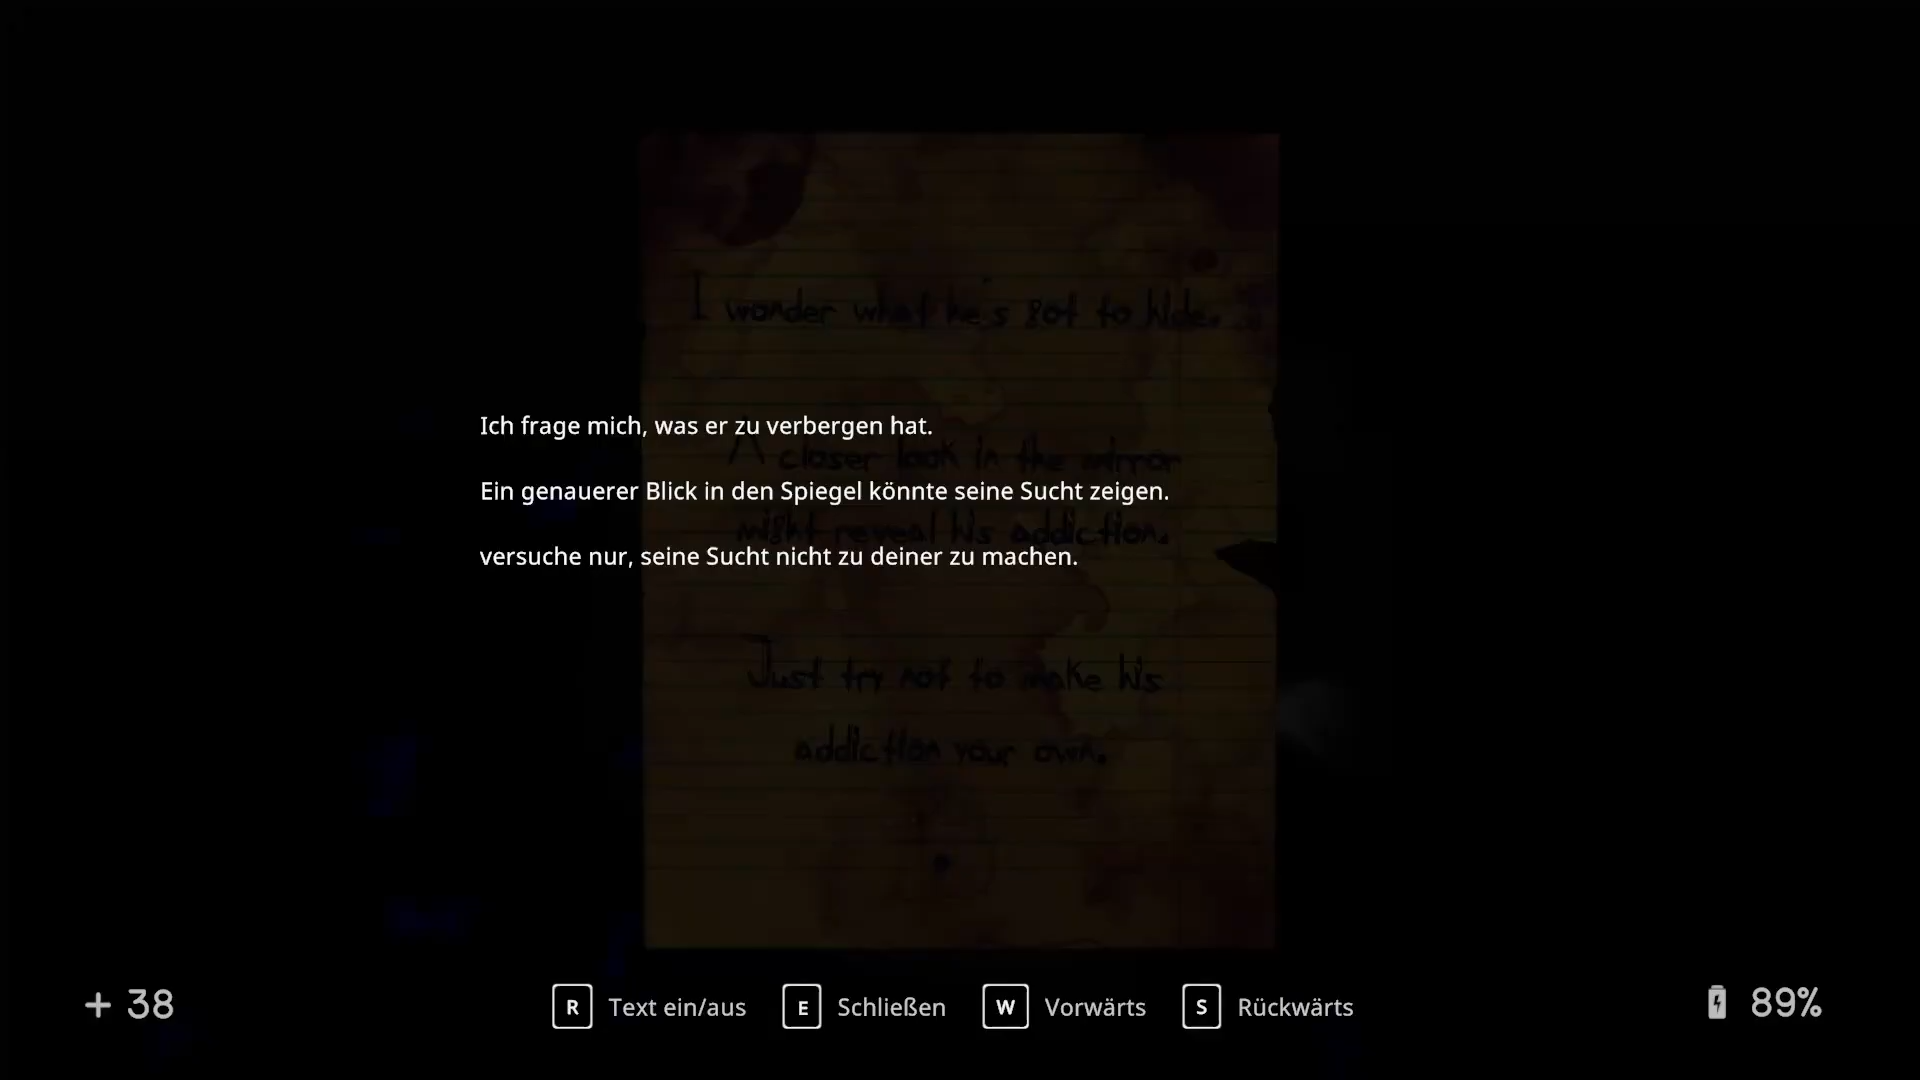 I wonder what he's got to hide.
Ich frage mich, was er zu verbergen hat.
A closer look in the mirror
Ein genauerer Blick in den Spiegel könnte seine Sucht zeigen.
might reveal his addiction.
versuche nur, seine Sucht nicht zu deiner zu machen.
Just try not to make his
addiction your own.
+ 38
R Text ein/aus E Schließen W Vorwärts S Rückwärts
89%